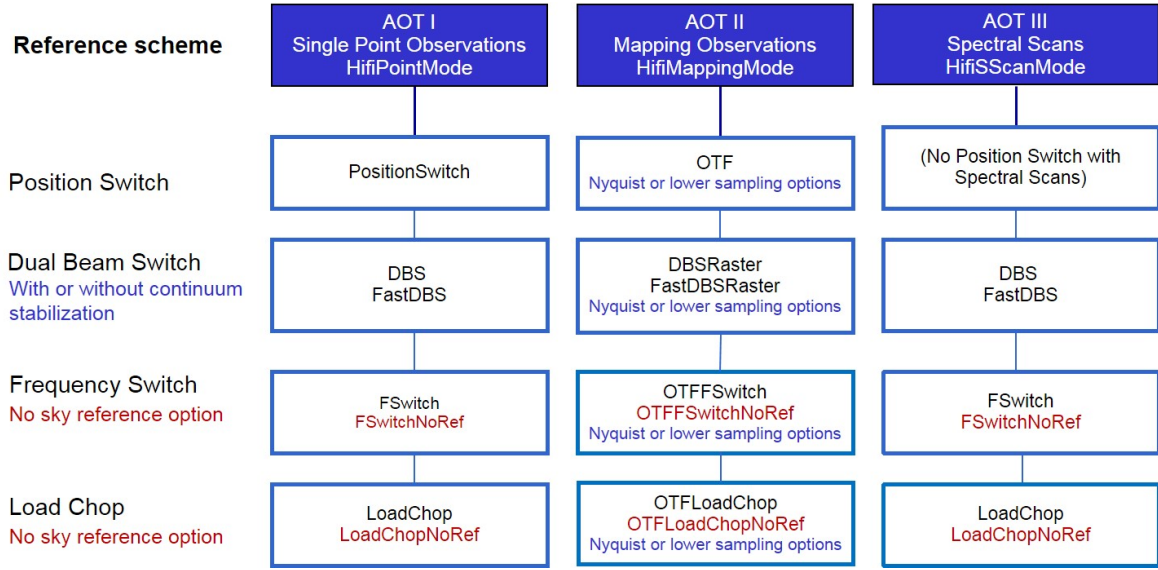 Reference scheme
AOT I
Single Point Observations
HifiPointMode
AOT II
Mapping Observations
HifiMappingMode
AOT III
Spectral Scans
HifiSScanMode
Position Switch
PositionSwitch
OTF
Nyquist or lower sampling options
(No Position Switch with
Spectral Scans)
Dual Beam Switch
With or without continuum
stabilization
DBS
FastDBS
DBSRaster
FastDBSRaster
Nyquist or lower sampling options
DBS
FastDBS
Frequency Switch
No sky reference option
FSwitch
FSwitchNoRef
OTFFSwitch
OTFFSwitchNoRef
Nyquist or lower sampling options
FSwitch
FSwitchNoRef
Load Chop
No sky reference option
LoadChop
LoadChopNoRef
OTFLoadChop
OTFLoadChopNoRef
Nyquist or lower sampling options
LoadChop
LoadChopNoRef